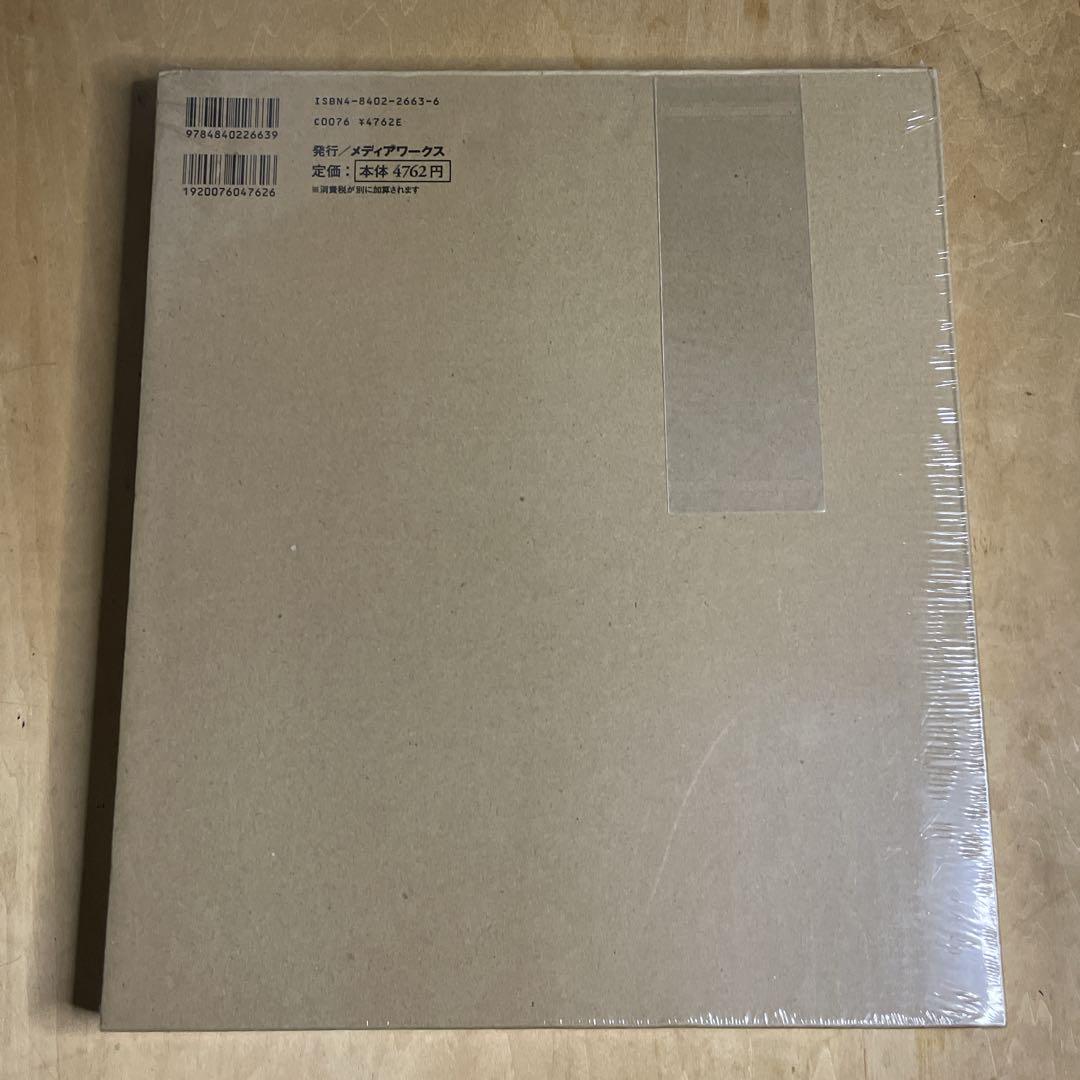 ISBN4-8402-2663-6
9784840226639
C0076 ¥4762E
発行/メディアワークス
定価: 本体 4762円
※消費税が別に加算されます
1920076047626